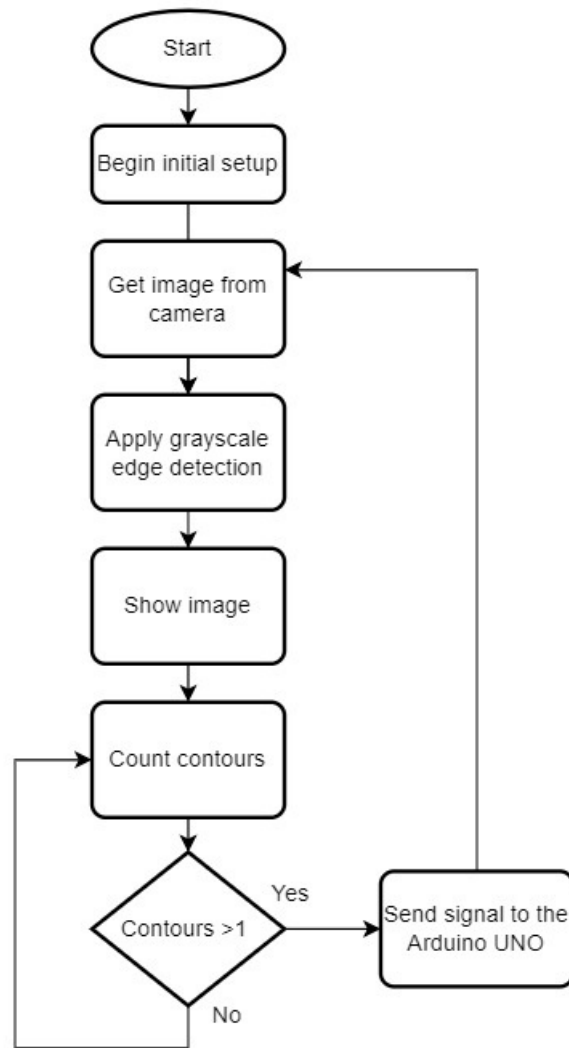 Start
Begin initial setup
Get image from
camera
Apply grayscale
edge detection
Show image
Count contours
Contours >1
Yes
Send signal to the
Arduino UNO
No